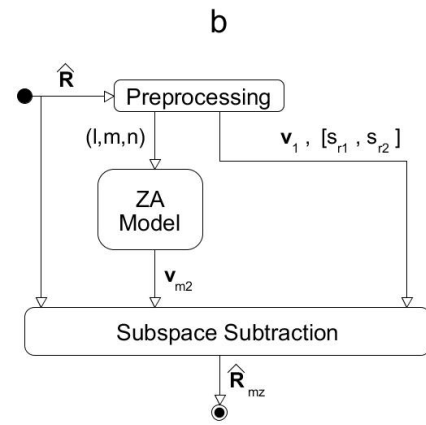 b
R̂
Preprocessing
(l,m,n)
v1 , [sr1 , sr2 ]
ZA
Model
vm2
Subspace Subtraction
R̂mz